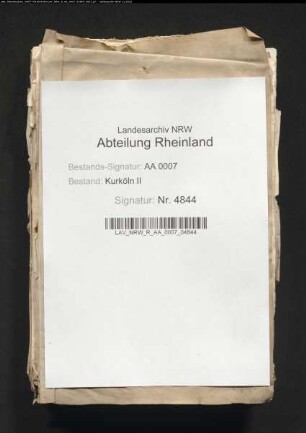 Landesarchiv NRW
Abteilung Rheinland
Bestands-Signatur: AA 0007
Bestand: Kurköln II
Signatur: Nr. 4844
LAV_NRW_R_AA_0007_04844